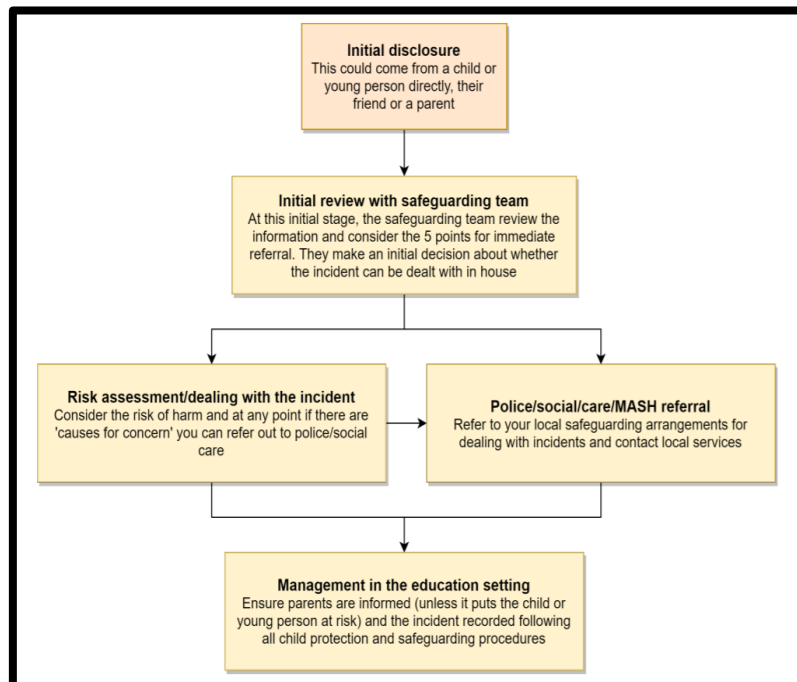 Initial disclosure
This could come from a child or
young person directly, their
friend or a parent
Initial review with safeguarding team
At this initial stage, the safeguarding team review the
information and consider the 5 points for immediate
referral. They make an initial decision about whether
the incident can be dealt with in house
Risk assessment/dealing with the incident
Consider the risk of harm and at any point if there are
'causes for concern' you can refer out to police/social
care
Police/social/care/MASH referral
Refer to your local safeguarding arrangements for
dealing with incidents and contact local services
Management in the education setting
Ensure parents are informed (unless it puts the child or
young person at risk) and the incident recorded following
all child protection and safeguarding procedures